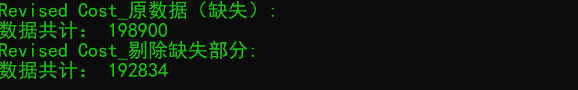 Revised Cost_原数据（缺失）:
数据共计： 198900
Revised Cost_剔除缺失部分:
数据共计： 192834